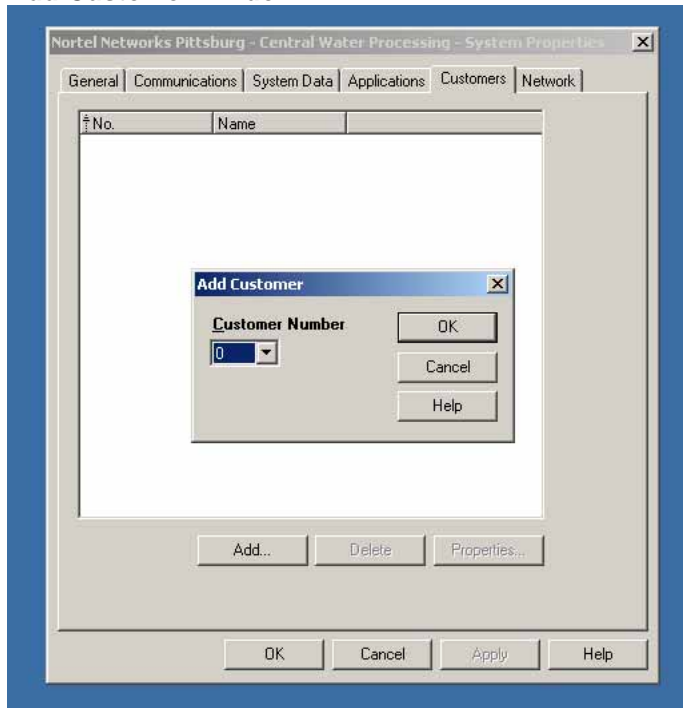 Nortel Networks Pittsburg - Central Water Processing - System Properties
General Communications System Data Applications Customers Network
No. Name
Add Customer
Customer Number OK
0
Cancel
Help
Add... Delete Properties...
OK Cancel Apply Help